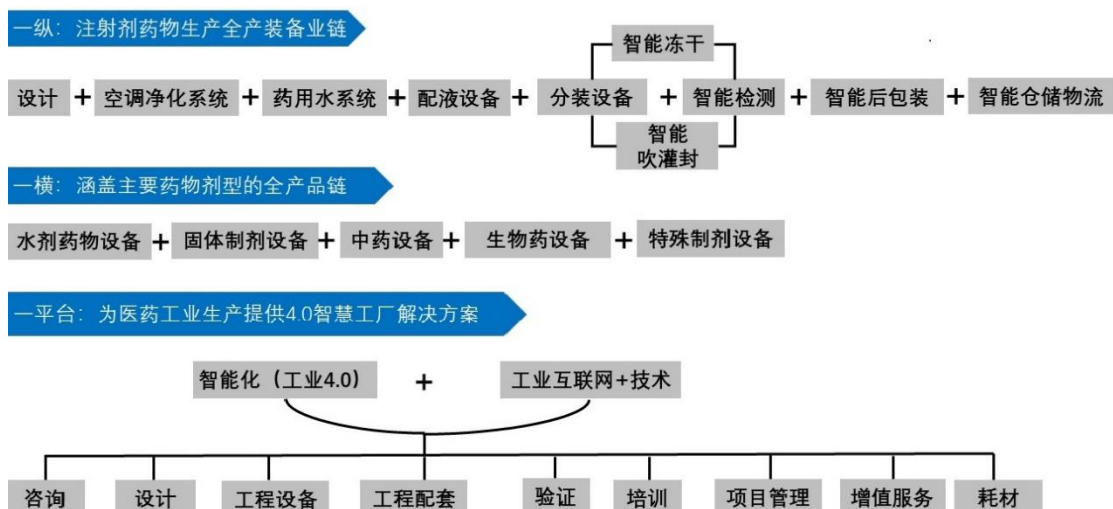 一纵：注射剂药物生产全产装备业链
智能冻干
设计 + 空调净化系统 + 药用水系统 + 配液设备 + 分装设备 + 智能检测 + 智能后包装 + 智能仓储物流
智能
吹灌封
一横：涵盖主要药物剂型的全产品链
水剂药物设备 + 固体制剂设备 + 中药设备 + 生物药设备 + 特殊制剂设备
一平台：为医药工业生产提供4.0智慧工厂解决方案
智能化（工业4.0） + 工业互联网+技术
咨询 设计 工程设备 工程配套 验证 培训 项目管理 增值服务 耗材